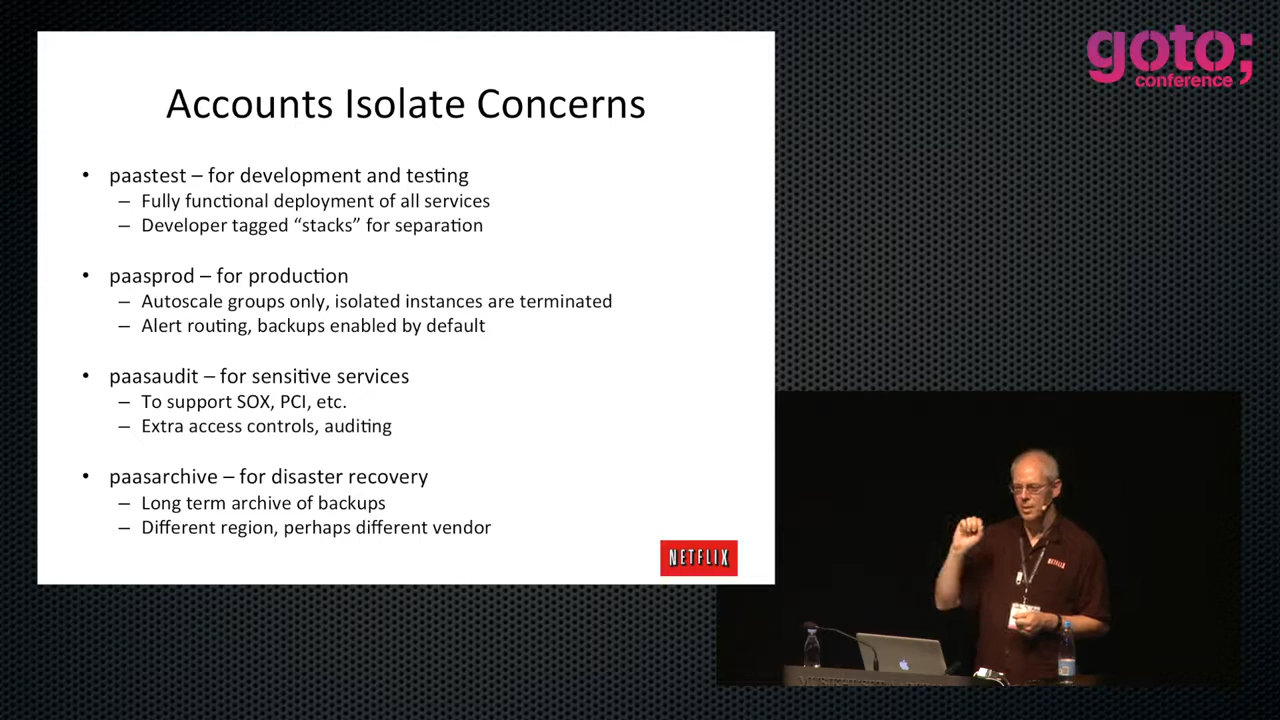 goto;
conference
Accounts Isolate Concerns
• paastest – for development and testing
– Fully functional deployment of all services
– Developer tagged “stacks” for separation
• paasprod – for production
– Autoscale groups only, isolated instances are terminated
– Alert routing, backups enabled by default
• paasaudit – for sensitive services
– To support SOX, PCI, etc.
– Extra access controls, auditing
• paasarchive – for disaster recovery
– Long term archive of backups
– Different region, perhaps different vendor
NETFLIX
NETFLIX